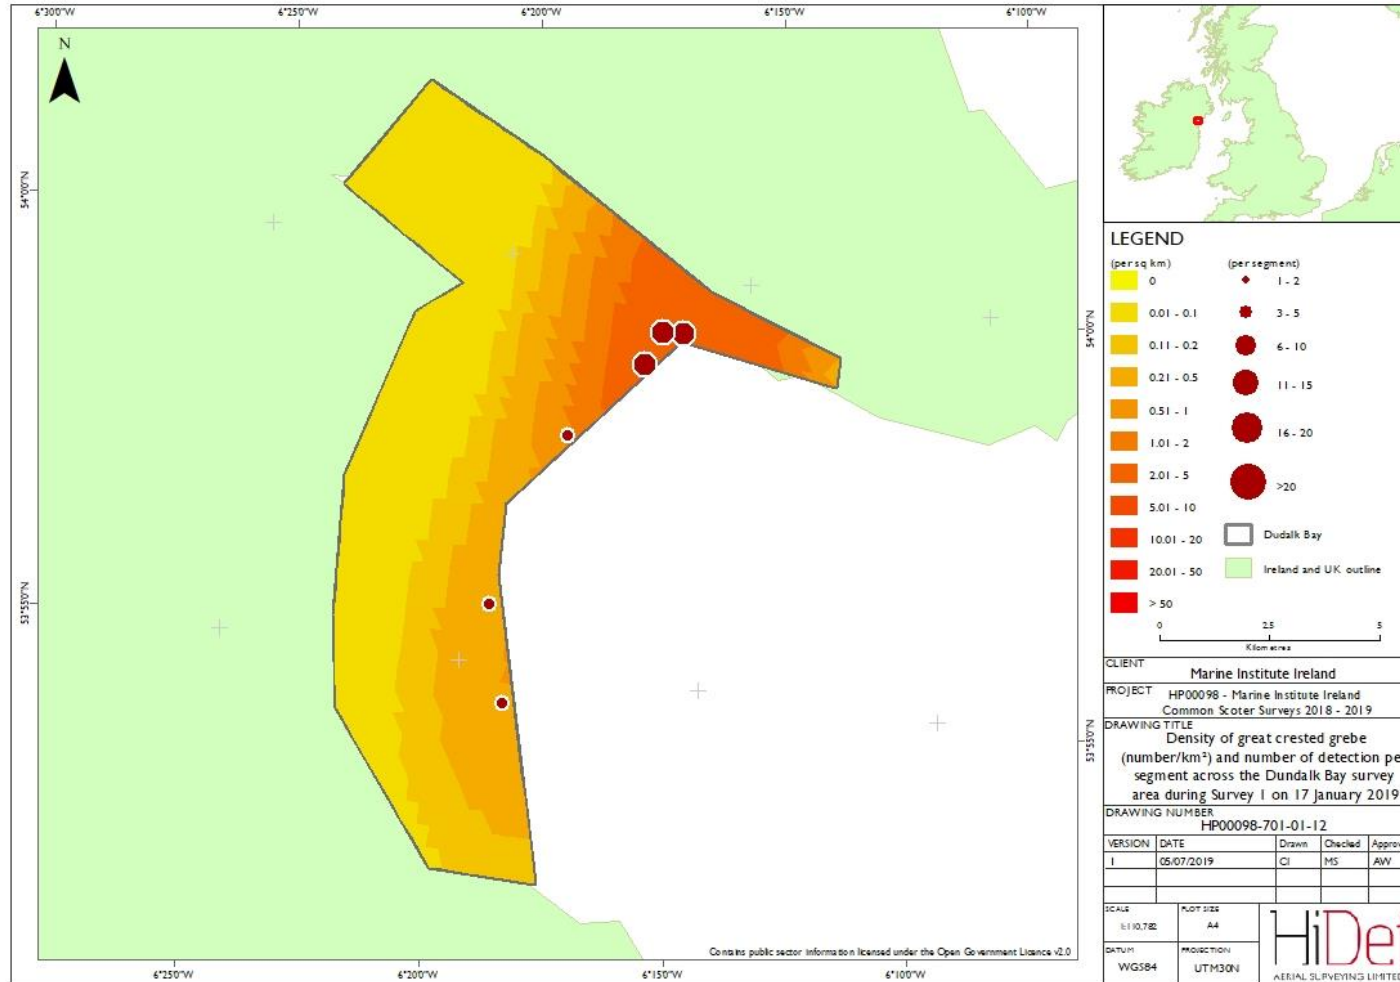 6°30'0"W
6°25'0"W
6°20'0"W
6°15'0"W
6°10'0"W
N
54°0'0"N
54°0'0"N
53°55'0"N
53°55'0"N
6°25'0"W
6°20'0"W
6°15'0"W
6°10'0"W
Contains public sector information licensed under the Open Government Licence v2.0
LEGEND
(per sq km)
0
0.01 - 0.1
0.11 - 0.2
0.21 - 0.5
0.51 - 1
1.01 - 2
2.01 - 5
5.01 - 10
10.01 - 20
20.01 - 50
> 50
(per segment)
1 - 2
3 - 5
6 - 10
11 - 15
16 - 20
>20
Dudalk Bay
Ireland and UK outline
0 2.5 5
Kilometres
CLIENT
Marine Institute Ireland
PROJECT
HP00098 - Marine Institute Ireland
Common Scoter Surveys 2018 - 2019
DRAWING TITLE
Density of great crested grebe
(number/km²) and number of detection pe
segment across the Dundalk Bay survey
area during Survey 1 on 17 January 2019
DRAWING NUMBER
HP00098-701-01-12
VERSION DATE Drawn Checked Approv
1 05/07/2019 CI MS AW
SCALE
1:110,782
PLOT SIZE
A4
DATUM
WGS84
PROJECTION
UTM30N
HiDef
AERIAL SURVEYING LIMITED